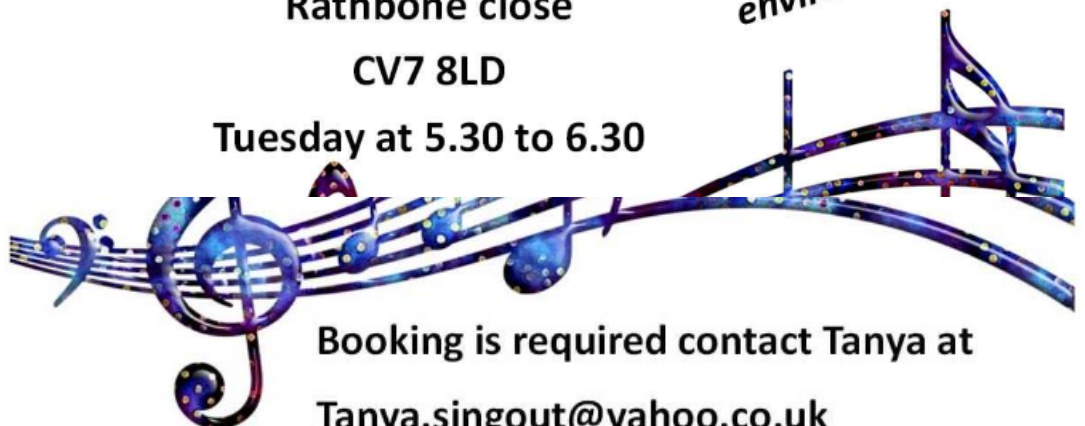 Rathbone close
CV7 8LD
Tuesday at 5.30 to 6.30
Booking is required contact Tanya at
Tanya.singout@yahoo.co.uk